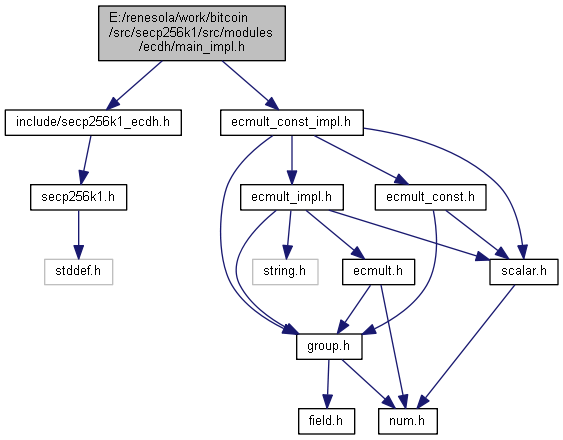 E:/renesola/work/bitcoin
/src/secp256k1/src/modules
/ecdh/main_impl.h
include/secp256k1_ecdh.h
ecmult_const_impl.h
secp256k1.h
ecmult_impl.h
ecmult_const.h
stddef.h
string.h
ecmult.h
scalar.h
group.h
field.h
num.h